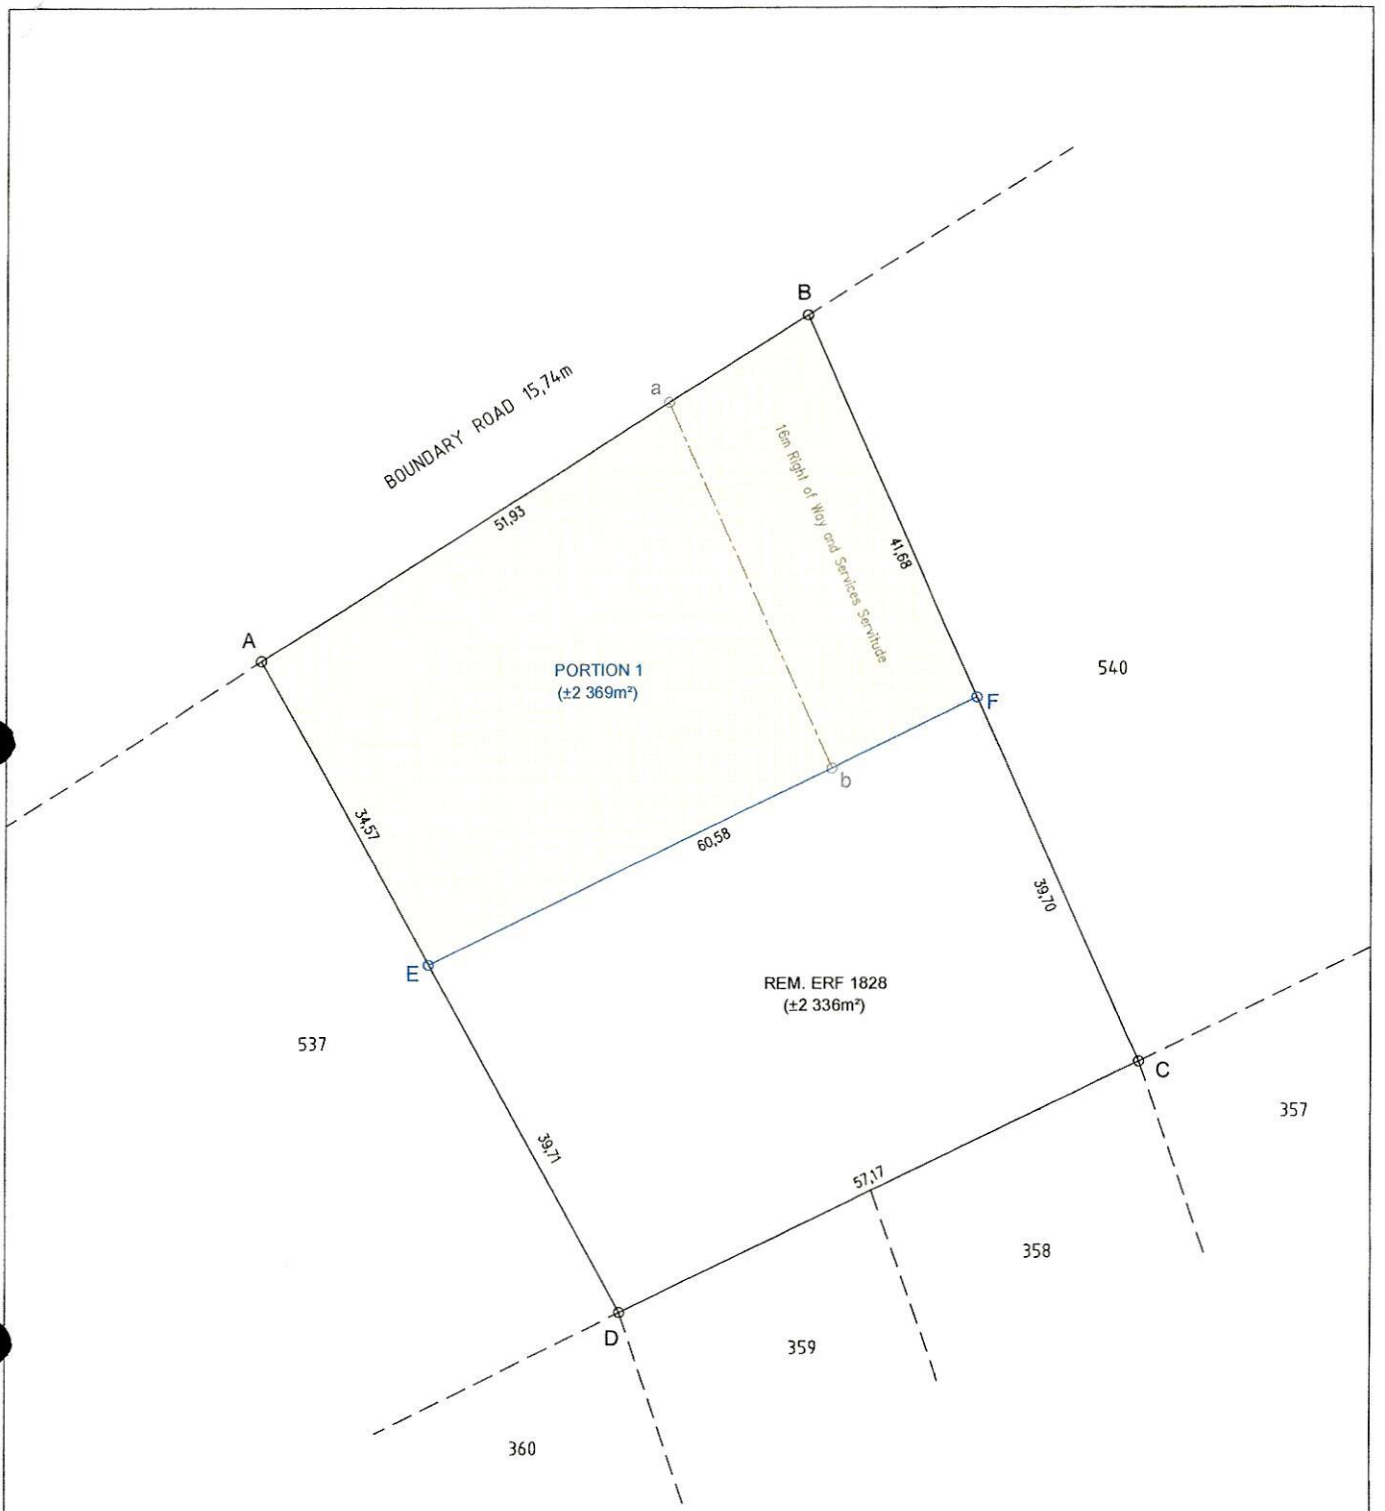 B
a
BOUNDARY ROAD 15,74m
16m Right of Way and Services Servitude
51,93
41,68
A
PORTION 1
(±2 369m²)
540
F
b
34,57
60,58
39,70
E
REM. ERF 1828
(±2 336m²)
537
C
357
39,71
57,17
358
D
359
360